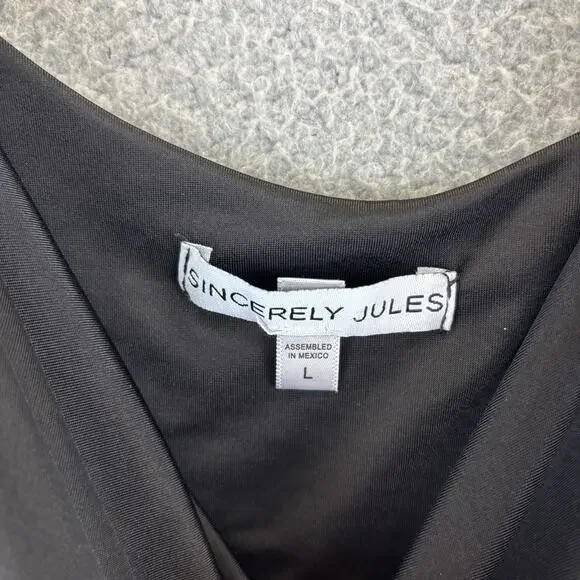 SINCERELY JULES
ASSEMBLED
IN MEXICO
L